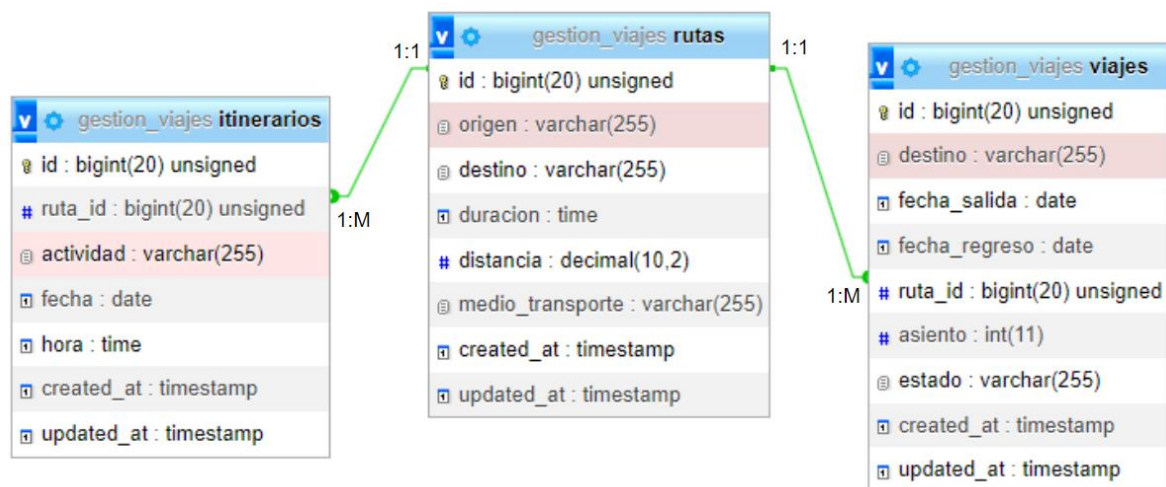 gestion_viajes itinerarios
id : bigint(20) unsigned
ruta_id : bigint(20) unsigned
actividad : varchar(255)
fecha : date
hora : time
created_at : timestamp
updated_at : timestamp
1:M
1:1
gestion_viajes rutas
id : bigint(20) unsigned
origen : varchar(255)
destino : varchar(255)
duracion : time
distancia : decimal(10,2)
medio_transporte : varchar(255)
created_at : timestamp
updated_at : timestamp
1:1
1:M
gestion_viajes viajes
id : bigint(20) unsigned
destino : varchar(255)
fecha_salida : date
fecha_regreso : date
ruta_id : bigint(20) unsigned
asiento : int(11)
estado : varchar(255)
created_at : timestamp
updated_at : timestamp